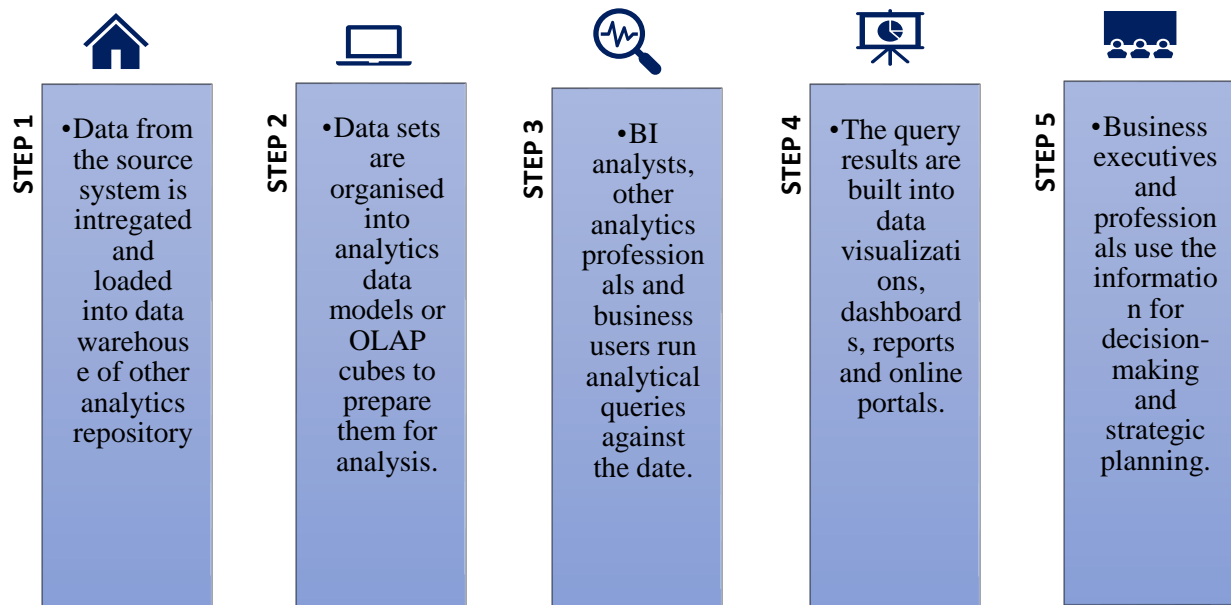 STEP 1
•Data from
the source
system is
intregated
and
loaded
into data
warehous
e of other
analytics
repository
STEP 2
•Data sets
are
organised
into
analytics
data
models or
OLAP
cubes to
prepare
them for
analysis.
STEP 3
•BI
analysts,
other
analytics
profession
als and
business
users run
analytical
queries
against
the date.
STEP 4
•The query
results are
built into
data
visualizati
ons,
dashboard
s, reports
and online
portals.
STEP 5
•Business
executives
and
profession
als use the
informatio
n for
decision-
making
and
strategic
planning.